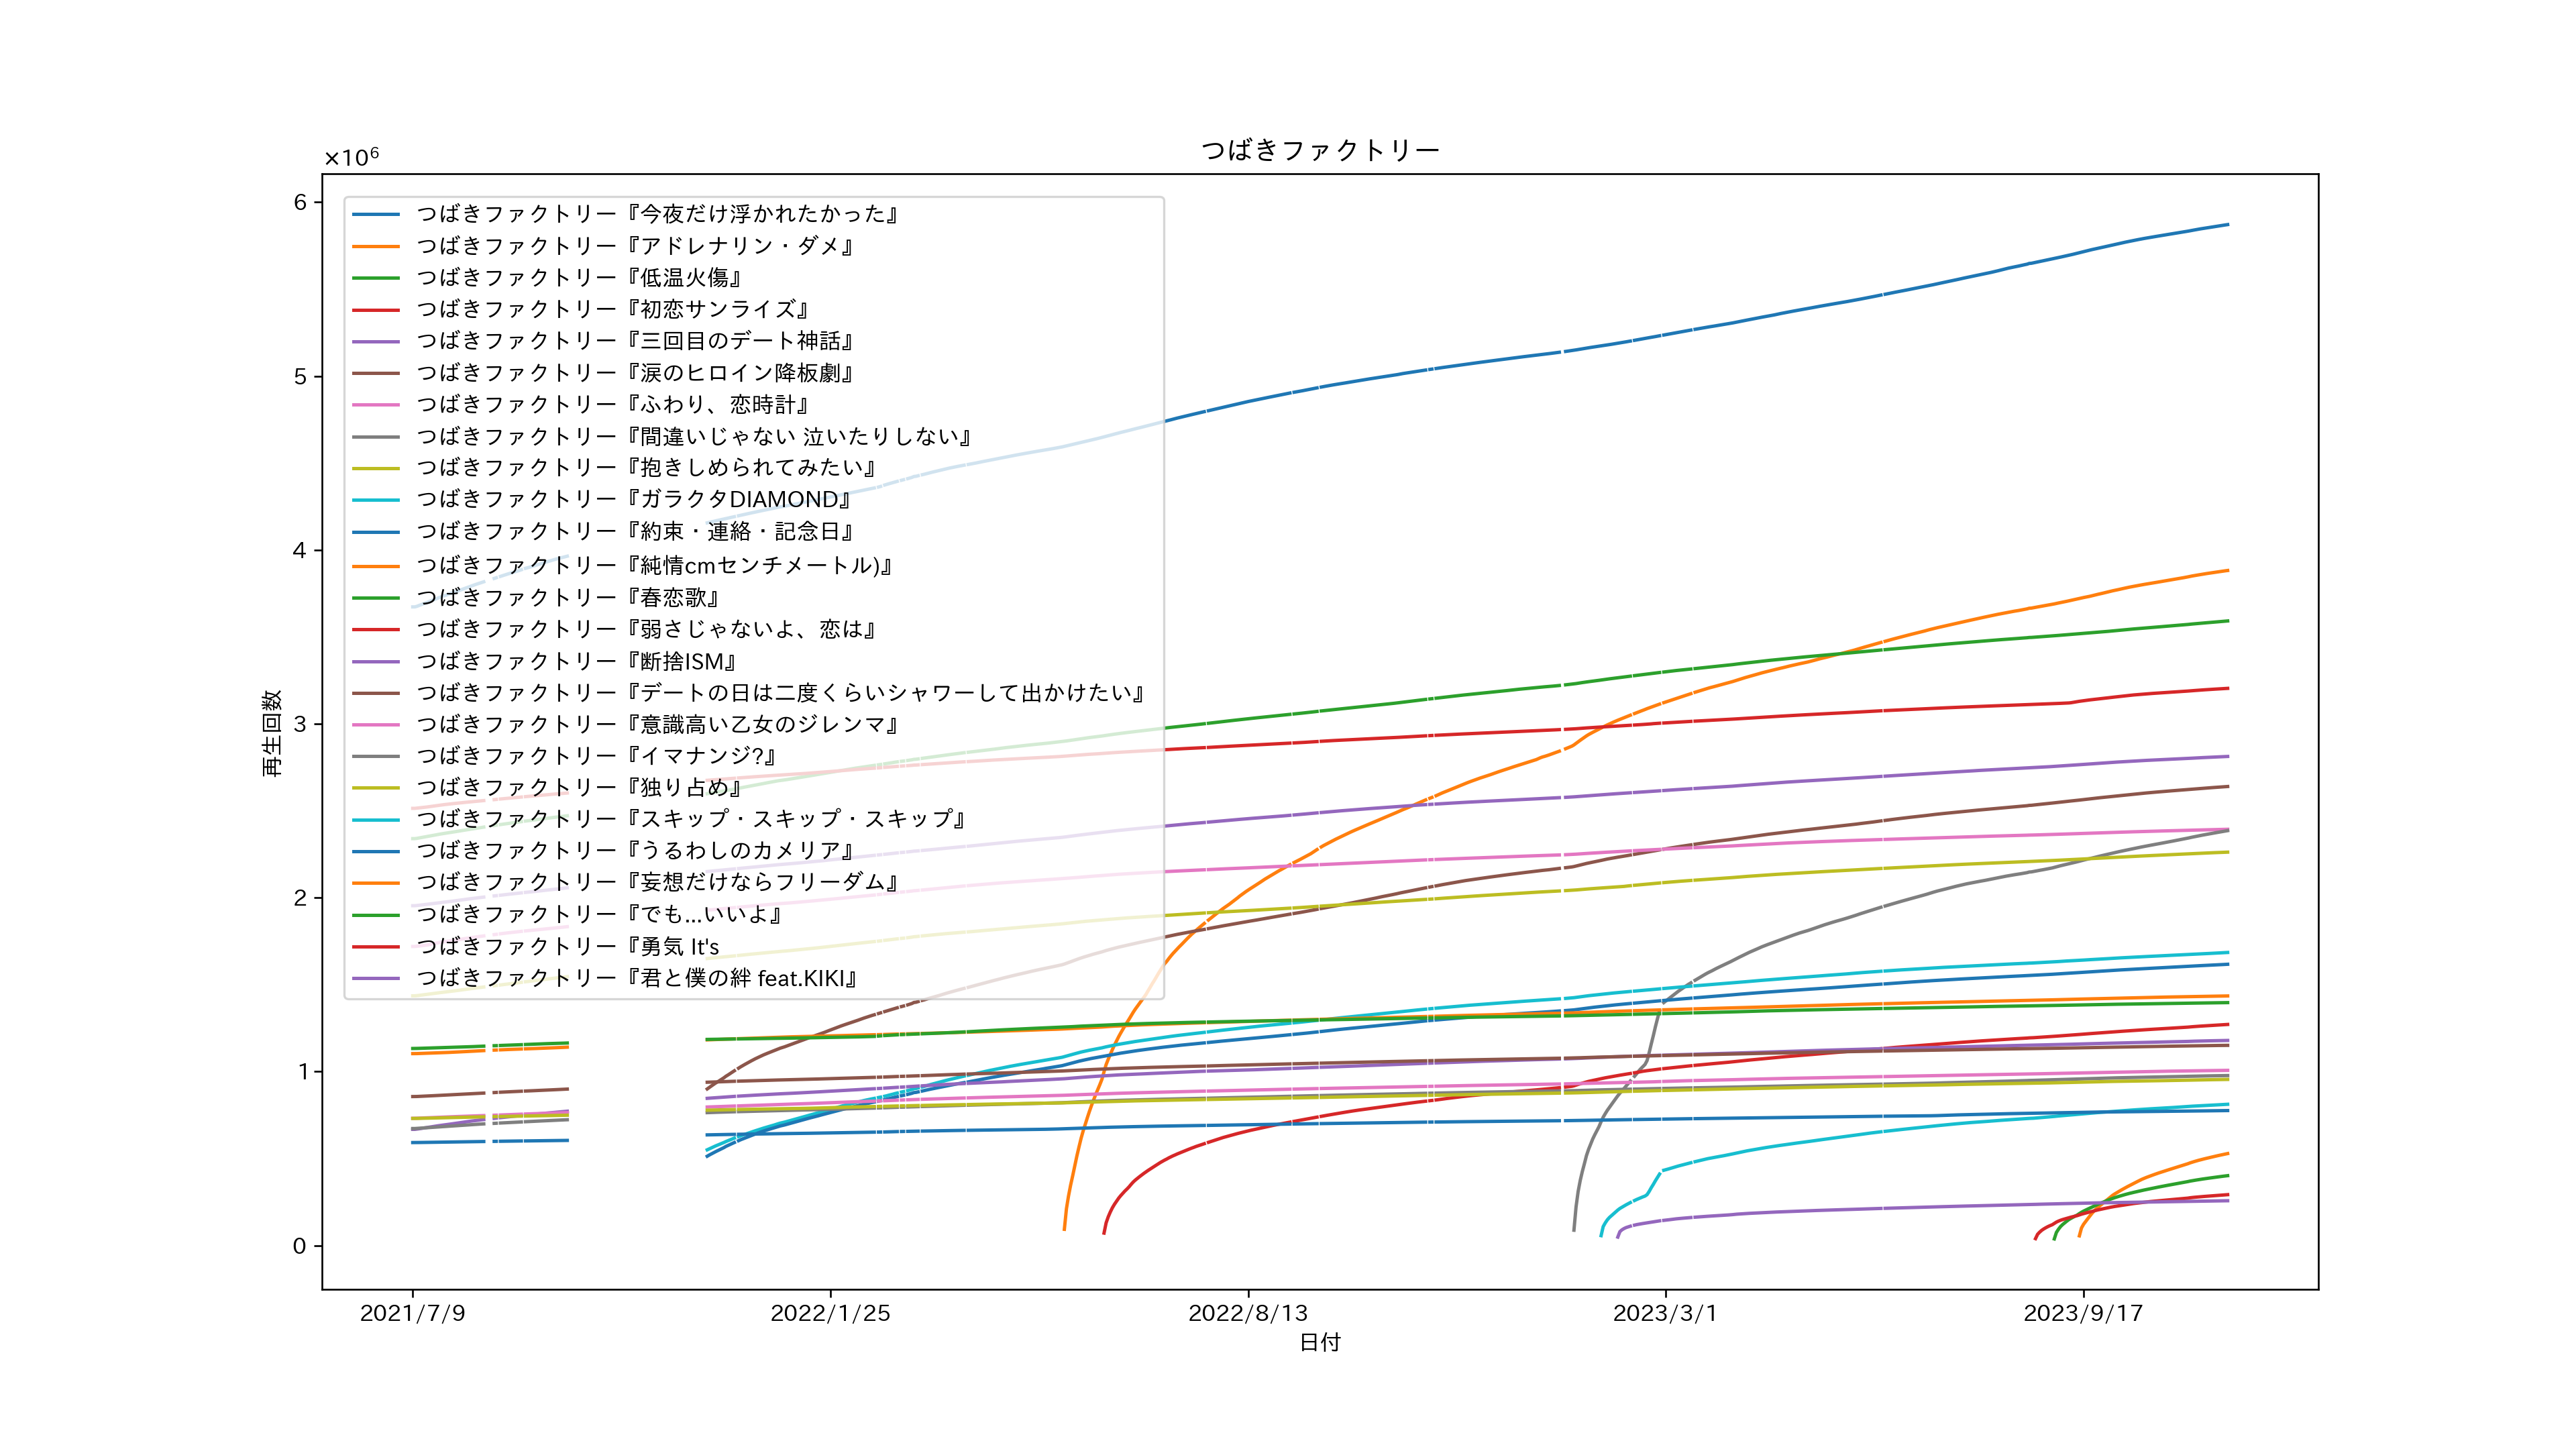 つばきファクトリー
×10⁶
つばきファクトリー『今夜だけ浮かれたかった』
つばきファクトリー『アドレナリン・ダメ』
つばきファクトリー『低温火傷』
つばきファクトリー『初恋サンライズ』
つばきファクトリー『三回目のデート神話』
つばきファクトリー『涙のヒロイン降板劇』
つばきファクトリー『ふわり、恋時計』
つばきファクトリー『間違いじゃない 泣いたりしない』
つばきファクトリー『抱きしめられてみたい』
つばきファクトリー『ガラクタDIAMOND』
つばきファクトリー『約束・連絡・記念日』
つばきファクトリー『純情cmセンチメートル)』
つばきファクトリー『春恋歌』
つばきファクトリー『弱さじゃないよ、恋は』
つばきファクトリー『断捨ISM』
つばきファクトリー『デートの日は二度くらいシャワーして出かけたい』
つばきファクトリー『意識高い乙女のジレンマ』
つばきファクトリー『イマナンジ?』
つばきファクトリー『独り占め』
つばきファクトリー『スキップ・スキップ・スキップ』
つばきファクトリー『うるわしのカメリア』
つばきファクトリー『妄想だけならフリーダム』
つばきファクトリー『でも...いいよ』
つばきファクトリー『勇気 It's
つばきファクトリー『君と僕の絆 feat.KIKI』
6
5
4
3
2
1
0
再生回数
2021/7/9
2022/1/25
2022/8/13
2023/3/1
2023/9/17
日付